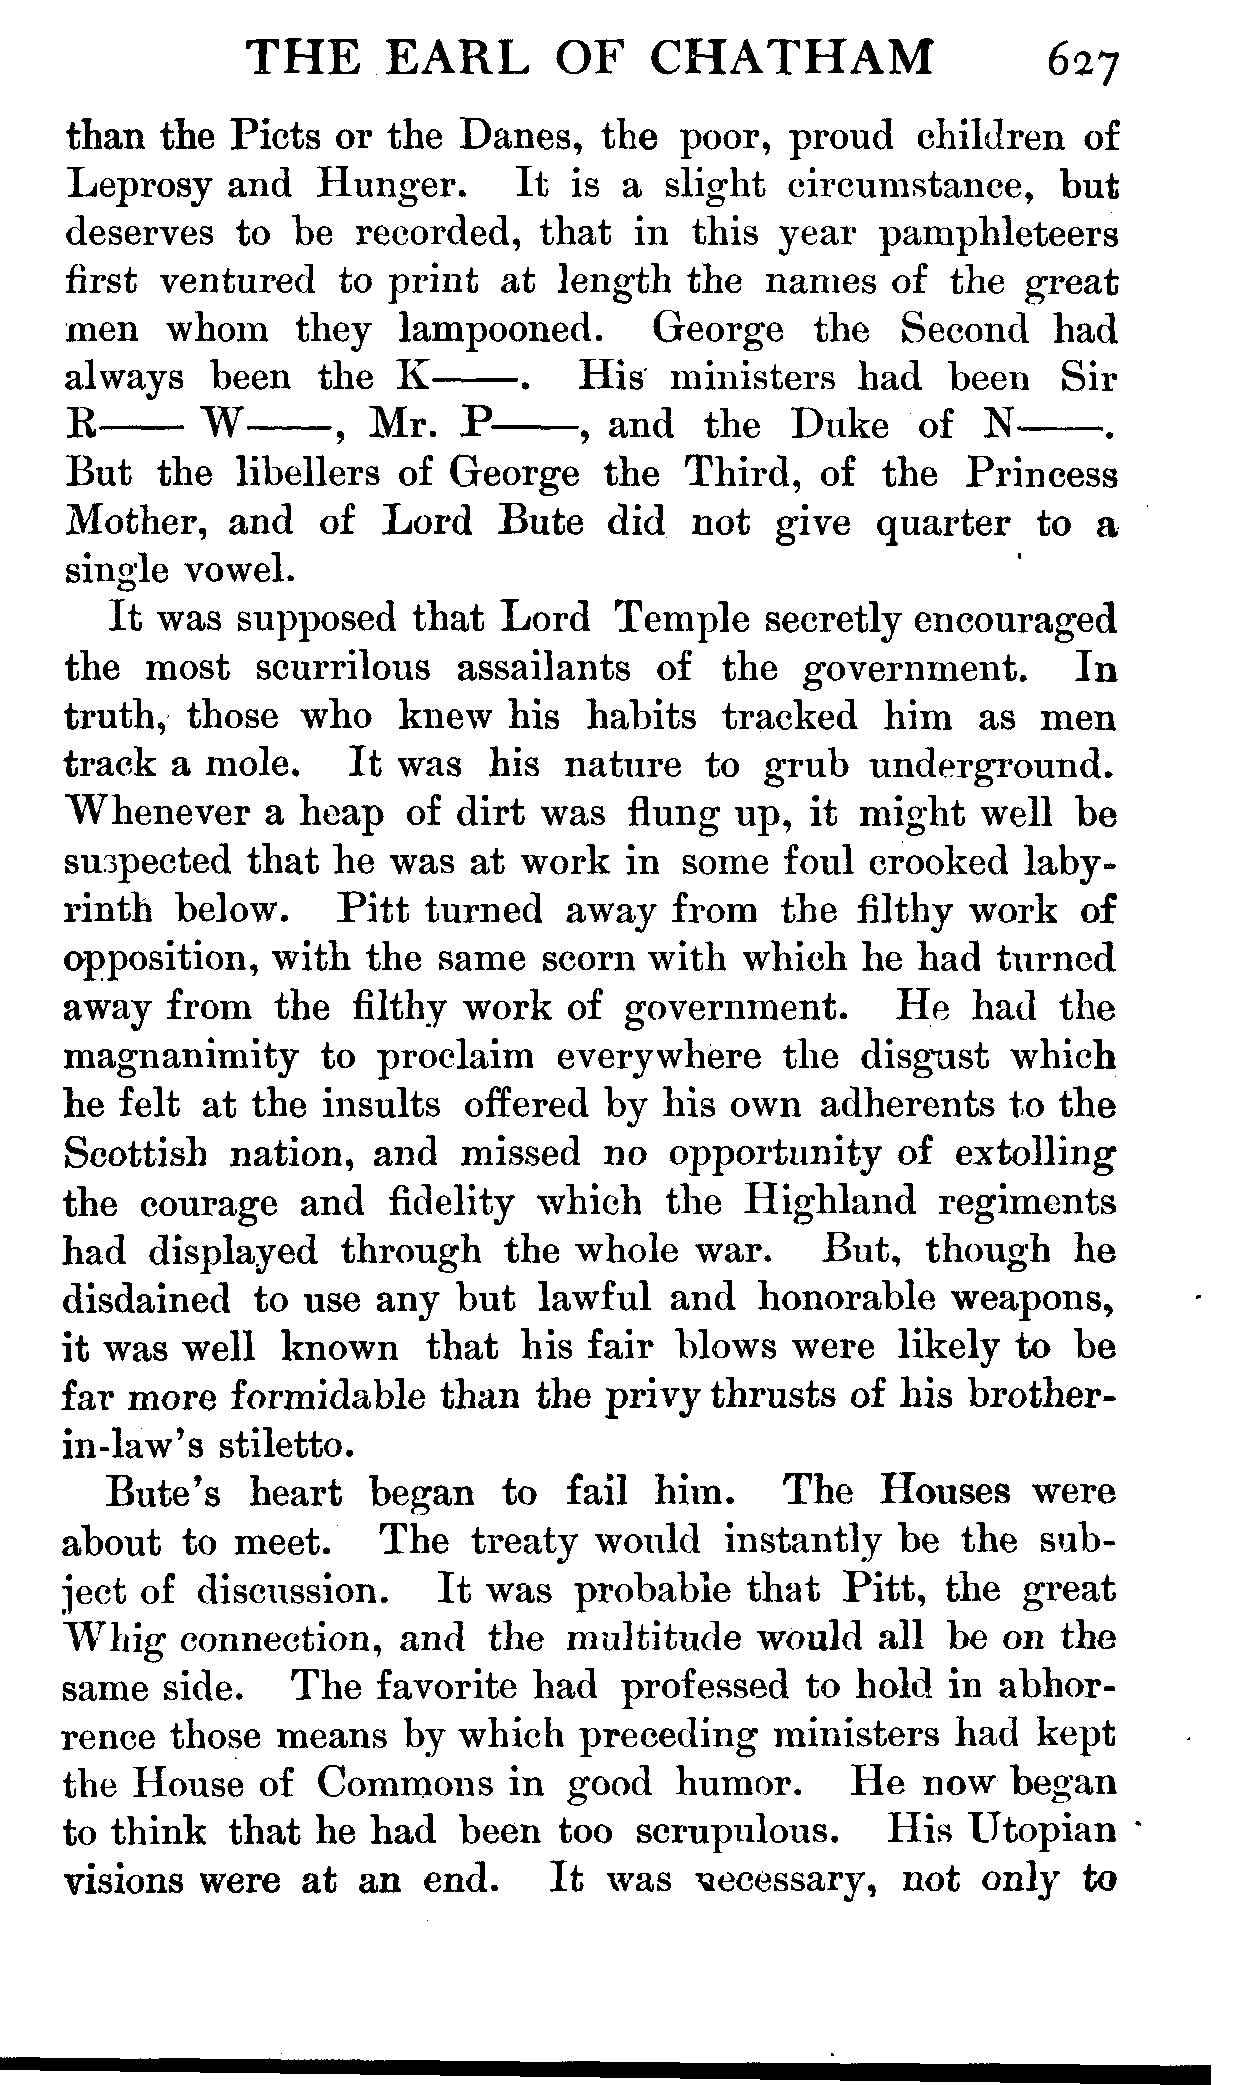 THE EARL OF CHATHAM 627
than the Picts or the Danes, the poor, proud children of
Leprosy and Hunger. It is a slight circumstance, but
deserves to be recorded, that in this year pamphleteers
first ventured to print at length the names of the great
men whom they lampooned. George the Second had
always been the K——. His ministers had been Sir
R—— W——, Mr. P——, and the Duke of N——.
But the libellers of George the Third, of the Princess
Mother, and of Lord Bute did not give quarter to a
single vowel.
It was supposed that Lord Temple secretly encouraged
the most scurrilous assailants of the government. In
truth, those who knew his habits tracked him as men
track a mole. It was his nature to grub underground.
Whenever a heap of dirt was flung up, it might well be
suspected that he was at work in some foul crooked laby-
rinth below. Pitt turned away from the filthy work of
opposition, with the same scorn with which he had turned
away from the filthy work of government. He had the
magnanimity to proclaim everywhere the disgust which
he felt at the insults offered by his own adherents to the
Scottish nation, and missed no opportunity of extolling
the courage and fidelity which the Highland regiments
had displayed through the whole war. But, though he
disdained to use any but lawful and honorable weapons,
it was well known that his fair blows were likely to be
far more formidable than the privy thrusts of his brother-
in-law's stiletto.
Bute's heart began to fail him. The Houses were
about to meet. The treaty would instantly be the sub-
ject of discussion. It was probable that Pitt, the great
Whig connection, and the multitude would all be on the
same side. The favorite had professed to hold in abhor-
rence those means by which preceding ministers had kept
the House of Commons in good humor. He now began
to think that he had been too scrupulous. His Utopian
visions were at an end. It was necessary, not only to